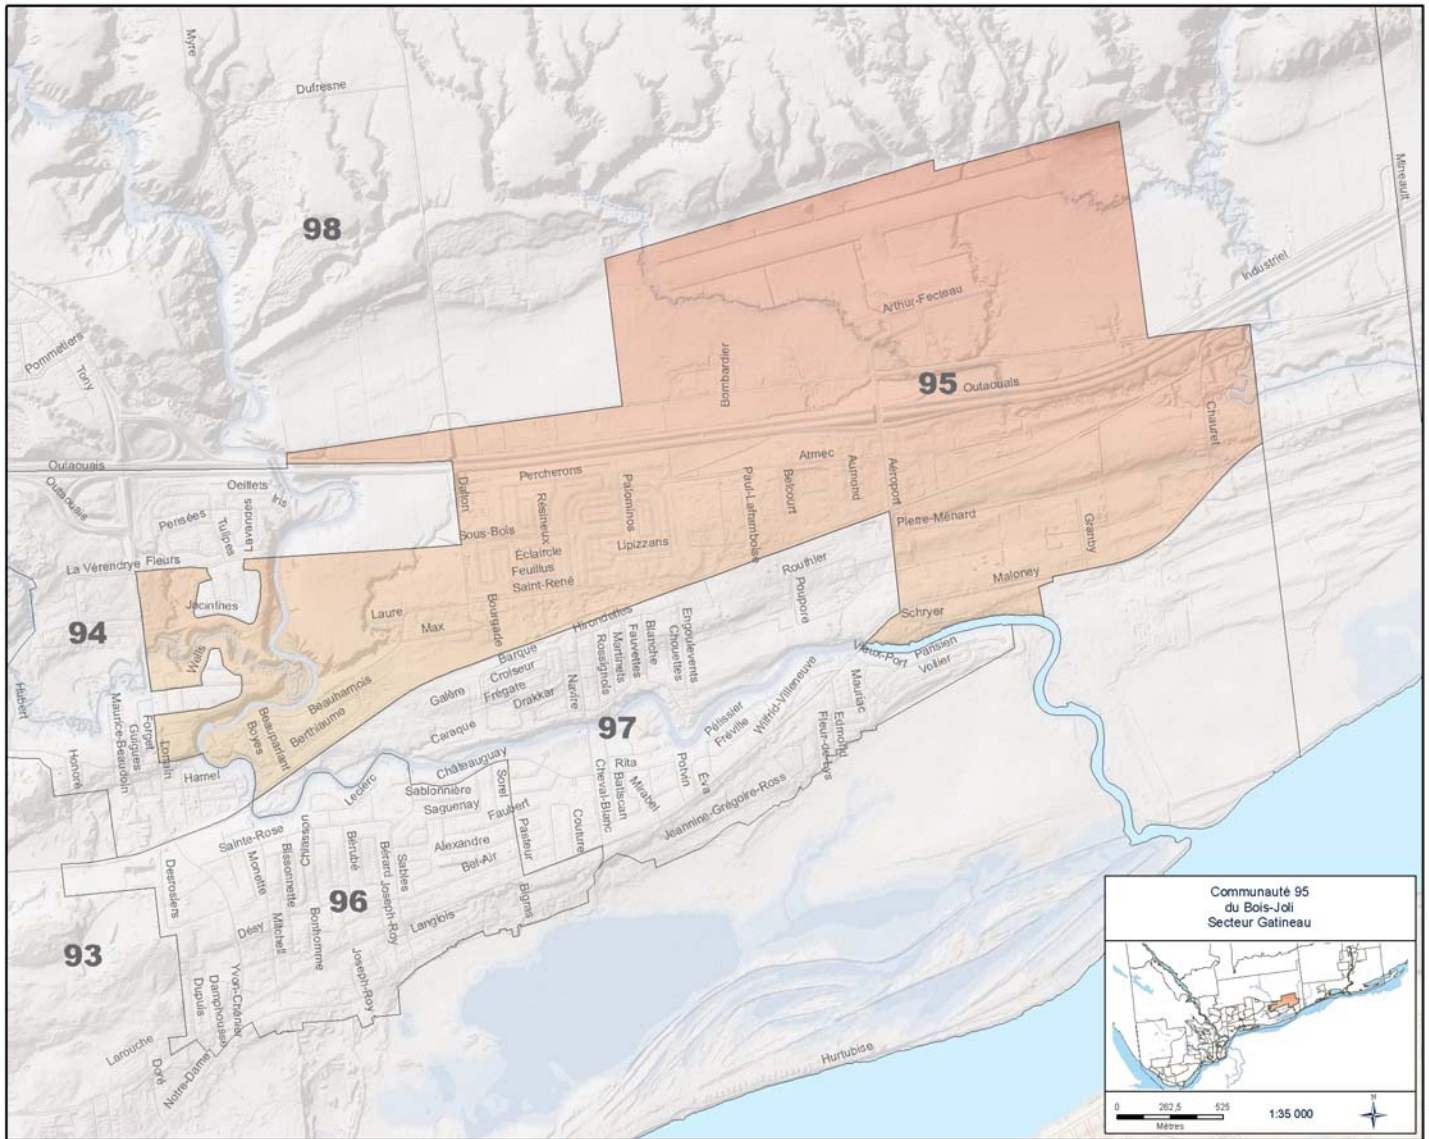 Myre
Dufresne
Mineault
98
Industriel
Arthur-Fecteau
Pommetiers
Tony
Bombardier
95
Outaouais
Chauret
Outaouais
Outaouais
Oeillets
Iris
Pensées
Tulipes
Lavandes
Dalton
Percherons
Résineux
Palominos
Paul-Laframboise
Belcourt
Atmec
Aumond
Aéroport
Sous-Bois
Éclaircie
Feuillus
Saint-René
Lipizzans
Pierre-Ménard
Granby
La Vérendrye
Fleurs
Routhier
Poupore
Maloney
Jacinthes
Laure
Max
Bourgade
Hirondelles
Schryer
94
Wells
Barque
Croiseur
Frégate
Drakkar
Galère
Navire
Rossignols
Martinets
Fauvettes
Blanche
Chouettes
Engoulevents
Vieux-Port
Parisien
Voilier
Hubert
Maurice-Beaudoin
Guigues
Forget
Lorrain
Boyes
Beauparlant
Berthiaume
Beauharnois
Caraque
97
Pélissier
Fréville
Wilfrid-Villeneuve
Mauriac
Edmond
Fleur-de-Lys
Honoré
Hamel
Leclerc
Châteauguay
Sablonnière
Saguenay
Sorel
Faubert
Rita
Cheval-Blanc
Batiscan
Mirabel
Potvin
Éva
Jeannine-Grégoire-Ross
Sainte-Rose
Monette
Bissonnette
Chiasson
Bérubé
Bérard
Sables
Alexandre
Bel-Air
Pasteur
Couture
Desrosiers
96
Joseph-Roy
Langlois
Bigras
Désy
Mitchell
Bonhomme
93
Joseph-Roy
Yvon-Chénier
Damphousse
Dupuis
Larouche
Doré
Notre-Dame
Hurtubise
Communauté 95
du Bois-Joli
Secteur Gatineau
0 262,5 525
Mètres
1:35 000
N